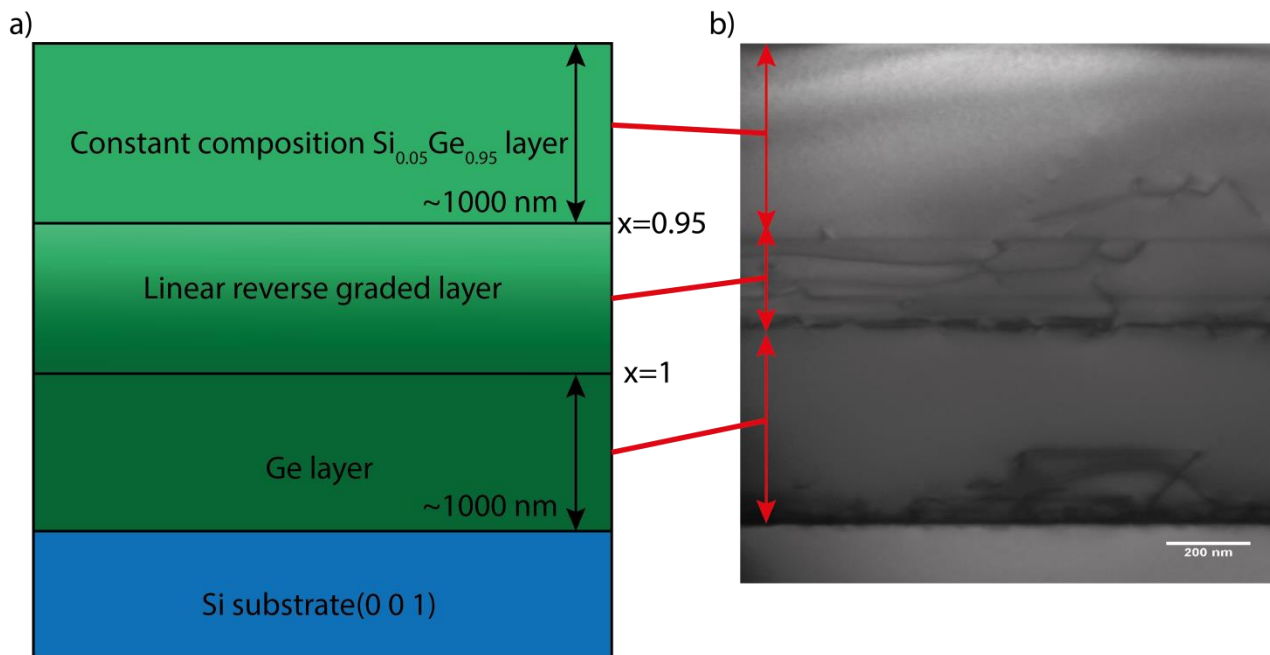 a)
Constant composition Si₀.₀₅Ge₀.₉₅ layer
~1000 nm
x=0.95
Linear reverse graded layer
x=1
Ge layer
~1000 nm
Si substrate(0 0 1)
b)
200 nm